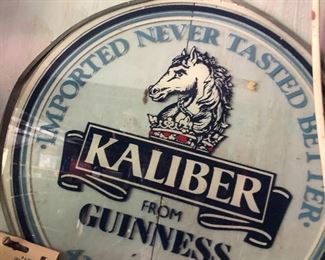 ·IMPORTED NEVER TASTED BETTER·
KALIBER
FROM
GUINNESS